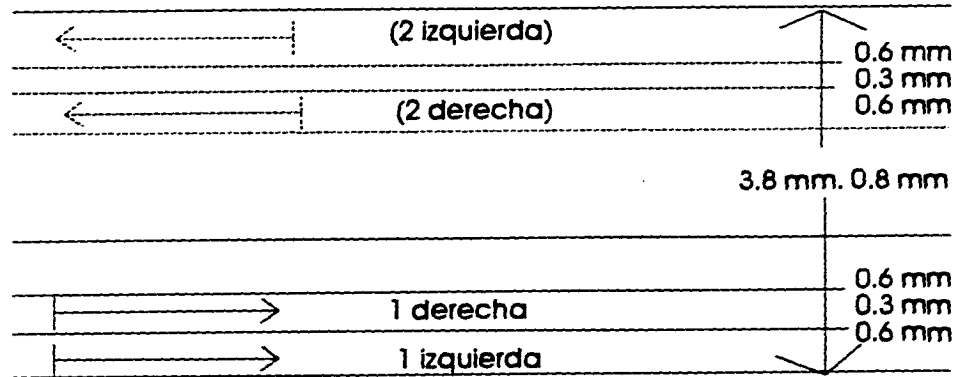 (2 izquierda)
0.6 mm
0.3 mm
(2 derecha)
0.6 mm
3.8 mm. 0.8 mm
0.6 mm
1 derecha
0.3 mm
0.6 mm
1 izquierda